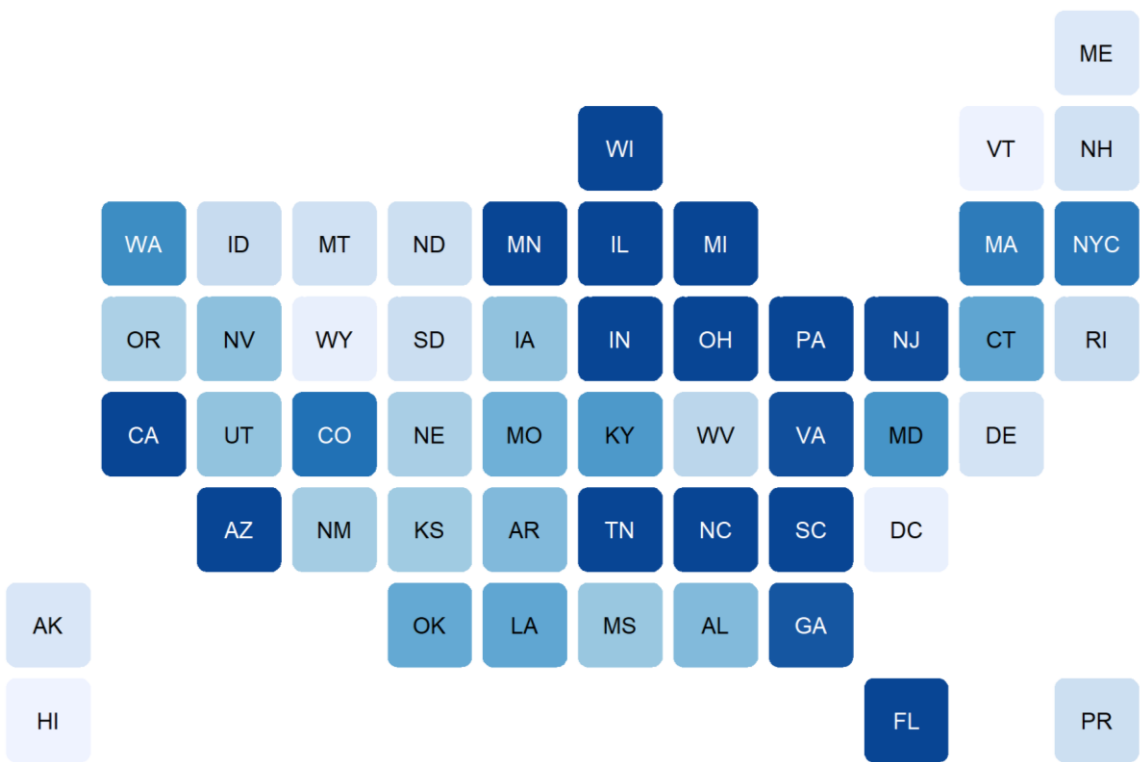 ME
WI VT NH
WA ID MT ND MN IL MI MA NYC
OR NV WY SD IA IN OH PA NJ CT RI
CA UT CO NE MO KY WV VA MD DE
AZ NM KS AR TN NC SC DC
AK OK LA MS AL GA
HI FL PR